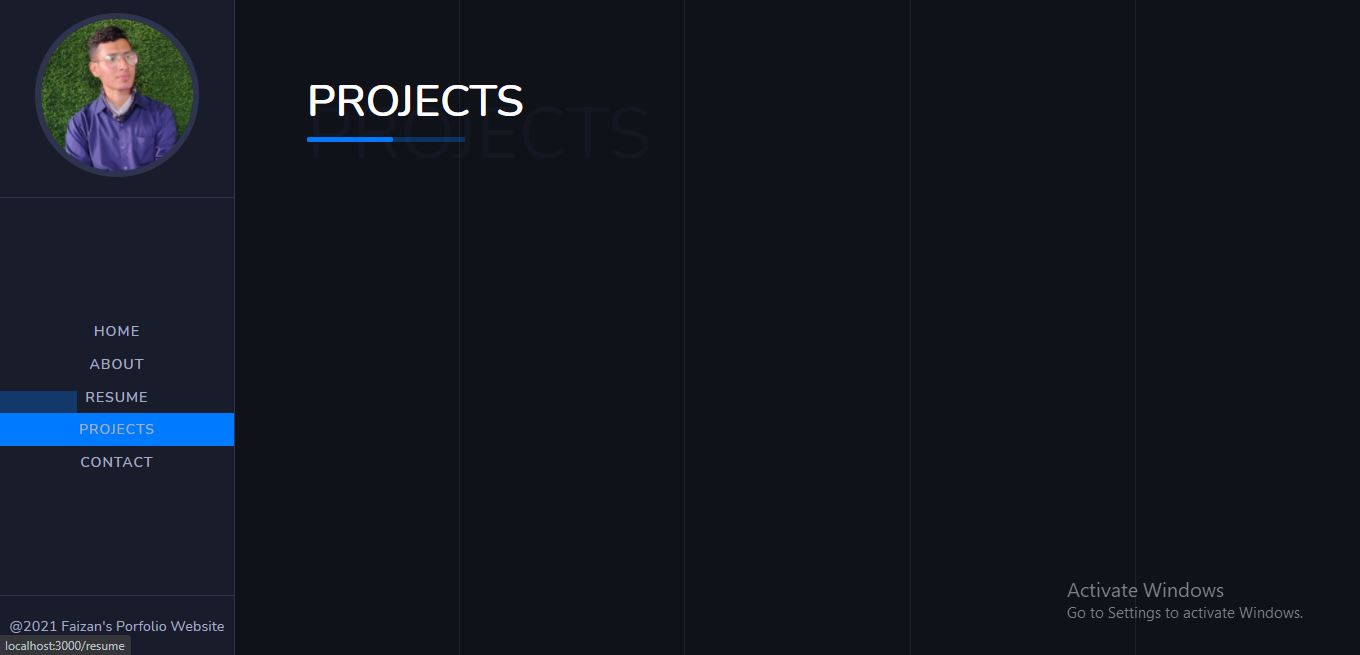 PROJECTS
PROJECTS
HOME
ABOUT
RESUME
PROJECTS
CONTACT
@2021 Faizan's Porfolio Website
localhost:3000/resume
Activate Windows
Go to Settings to activate Windows.